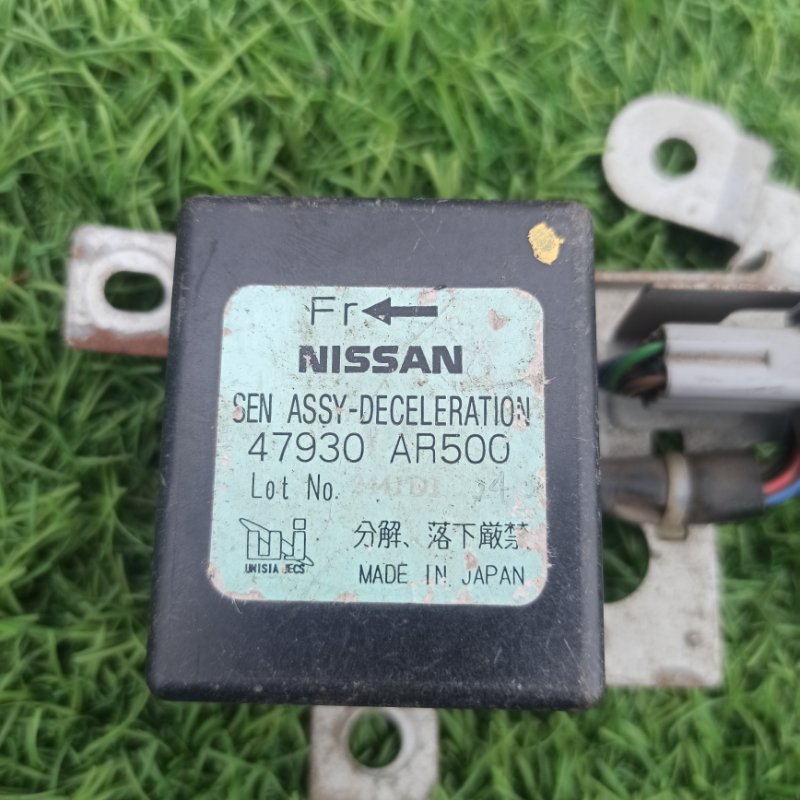 Fr←
NISSAN
SEN ASSY-DECELERATION
47930 AR500
Lot No.
UNISIA JECS
分解、落下厳禁
MADE IN JAPAN